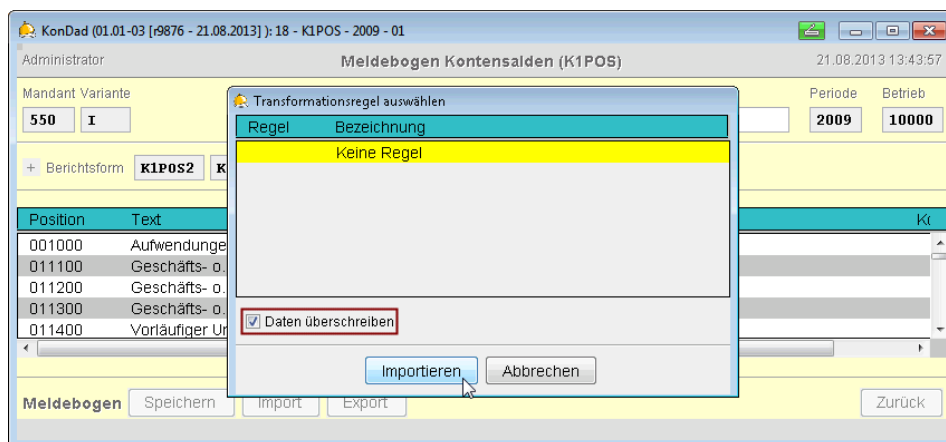 KonDad (01.01-03 [r9876 - 21.08.2013] ): 18 - K1POS - 2009 - 01
Administrator Meldebogen Kontensalden (K1POS) 21.08.2013 13:43:57
Mandant Variante Periode Betrieb
550 I 2009 10000
+ Berichtsform K1POS2 K
Transformationsregel auswählen
Regel Bezeichnung
Keine Regel
Daten überschreiben
Importieren Abbrechen
Position Text
001000 Aufwendunge
011100 Geschäfts- o.
011200 Geschäfts- o.
011300 Geschäfts- o.
011400 Vorläufiger Ur
Meldebogen Speichern Import Export Zurück